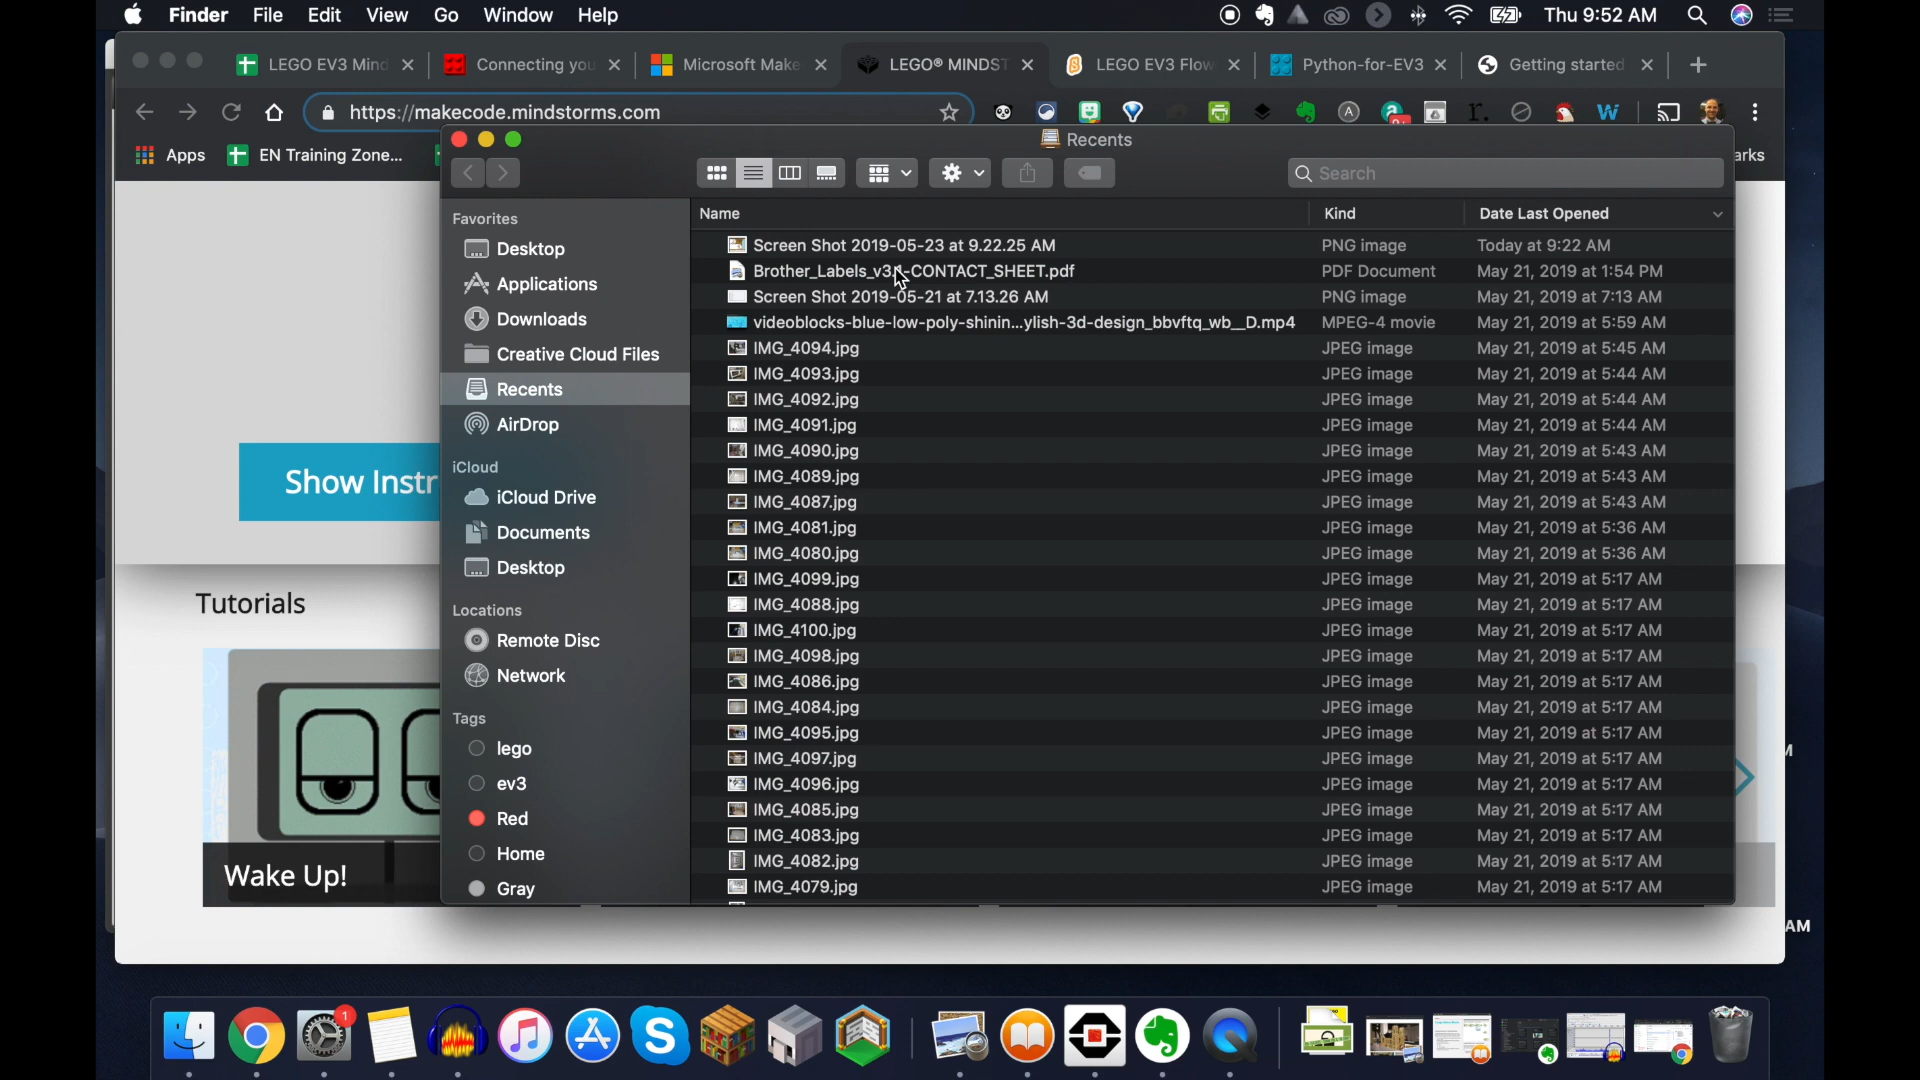 Finder File Edit View Go Window Help Thu 9:52 AM
LEGO EV3 Mind Connecting you Microsoft Make LEGO® MINDST LEGO EV3 Flow Python-for-EV3 Getting started
https://makecode.mindstorms.com
Apps EN Training Zone... arks
Recents
Search
Favorites
Desktop
Applications
Downloads
Creative Cloud Files
Recents
AirDrop
iCloud
iCloud Drive
Documents
Desktop
Locations
Remote Disc
Network
Tags
lego
ev3
Red
Home
Gray
Name Kind Date Last Opened
Screen Shot 2019-05-23 at 9.22.25 AM PNG image Today at 9:22 AM
-CONTACT_SHEET.pdf PDF Document May 21, 2019 at 1:54 PM
Screen Shot 2019-05-21 at 7.13.26 AM PNG image May 21, 2019 at 7:13 AM
videoblocks-blue-low-poly-shinin...ylish-3d-design_bbvftq_wb__D.mp4 MPEG-4 movie May 21, 2019 at 5:59 AM
IMG_4094.jpg JPEG image May 21, 2019 at 5:45 AM
IMG_4093.jpg JPEG image May 21, 2019 at 5:44 AM
IMG_4092.jpg JPEG image May 21, 2019 at 5:44 AM
IMG_4091.jpg JPEG image May 21, 2019 at 5:44 AM
IMG_4090.jpg JPEG image May 21, 2019 at 5:43 AM
IMG_4089.jpg JPEG image May 21, 2019 at 5:43 AM
IMG_4087.jpg JPEG image May 21, 2019 at 5:43 AM
IMG_4081.jpg JPEG image May 21, 2019 at 5:36 AM
IMG_4080.jpg JPEG image May 21, 2019 at 5:36 AM
IMG_4099.jpg JPEG image May 21, 2019 at 5:17 AM
IMG_4088.jpg JPEG image May 21, 2019 at 5:17 AM
IMG_4100.jpg JPEG image May 21, 2019 at 5:17 AM
IMG_4098.jpg JPEG image May 21, 2019 at 5:17 AM
IMG_4086.jpg JPEG image May 21, 2019 at 5:17 AM
IMG_4084.jpg JPEG image May 21, 2019 at 5:17 AM
IMG_4095.jpg JPEG image May 21, 2019 at 5:17 AM
IMG_4097.jpg JPEG image May 21, 2019 at 5:17 AM
IMG_4096.jpg JPEG image May 21, 2019 at 5:17 AM
IMG_4085.jpg JPEG image May 21, 2019 at 5:17 AM
IMG_4083.jpg JPEG image May 21, 2019 at 5:17 AM
IMG_4082.jpg JPEG image May 21, 2019 at 5:17 AM
IMG_4079.jpg JPEG image May 21, 2019 at 5:17 AM
Show Instr
Tutorials
Wake Up!
AM
1